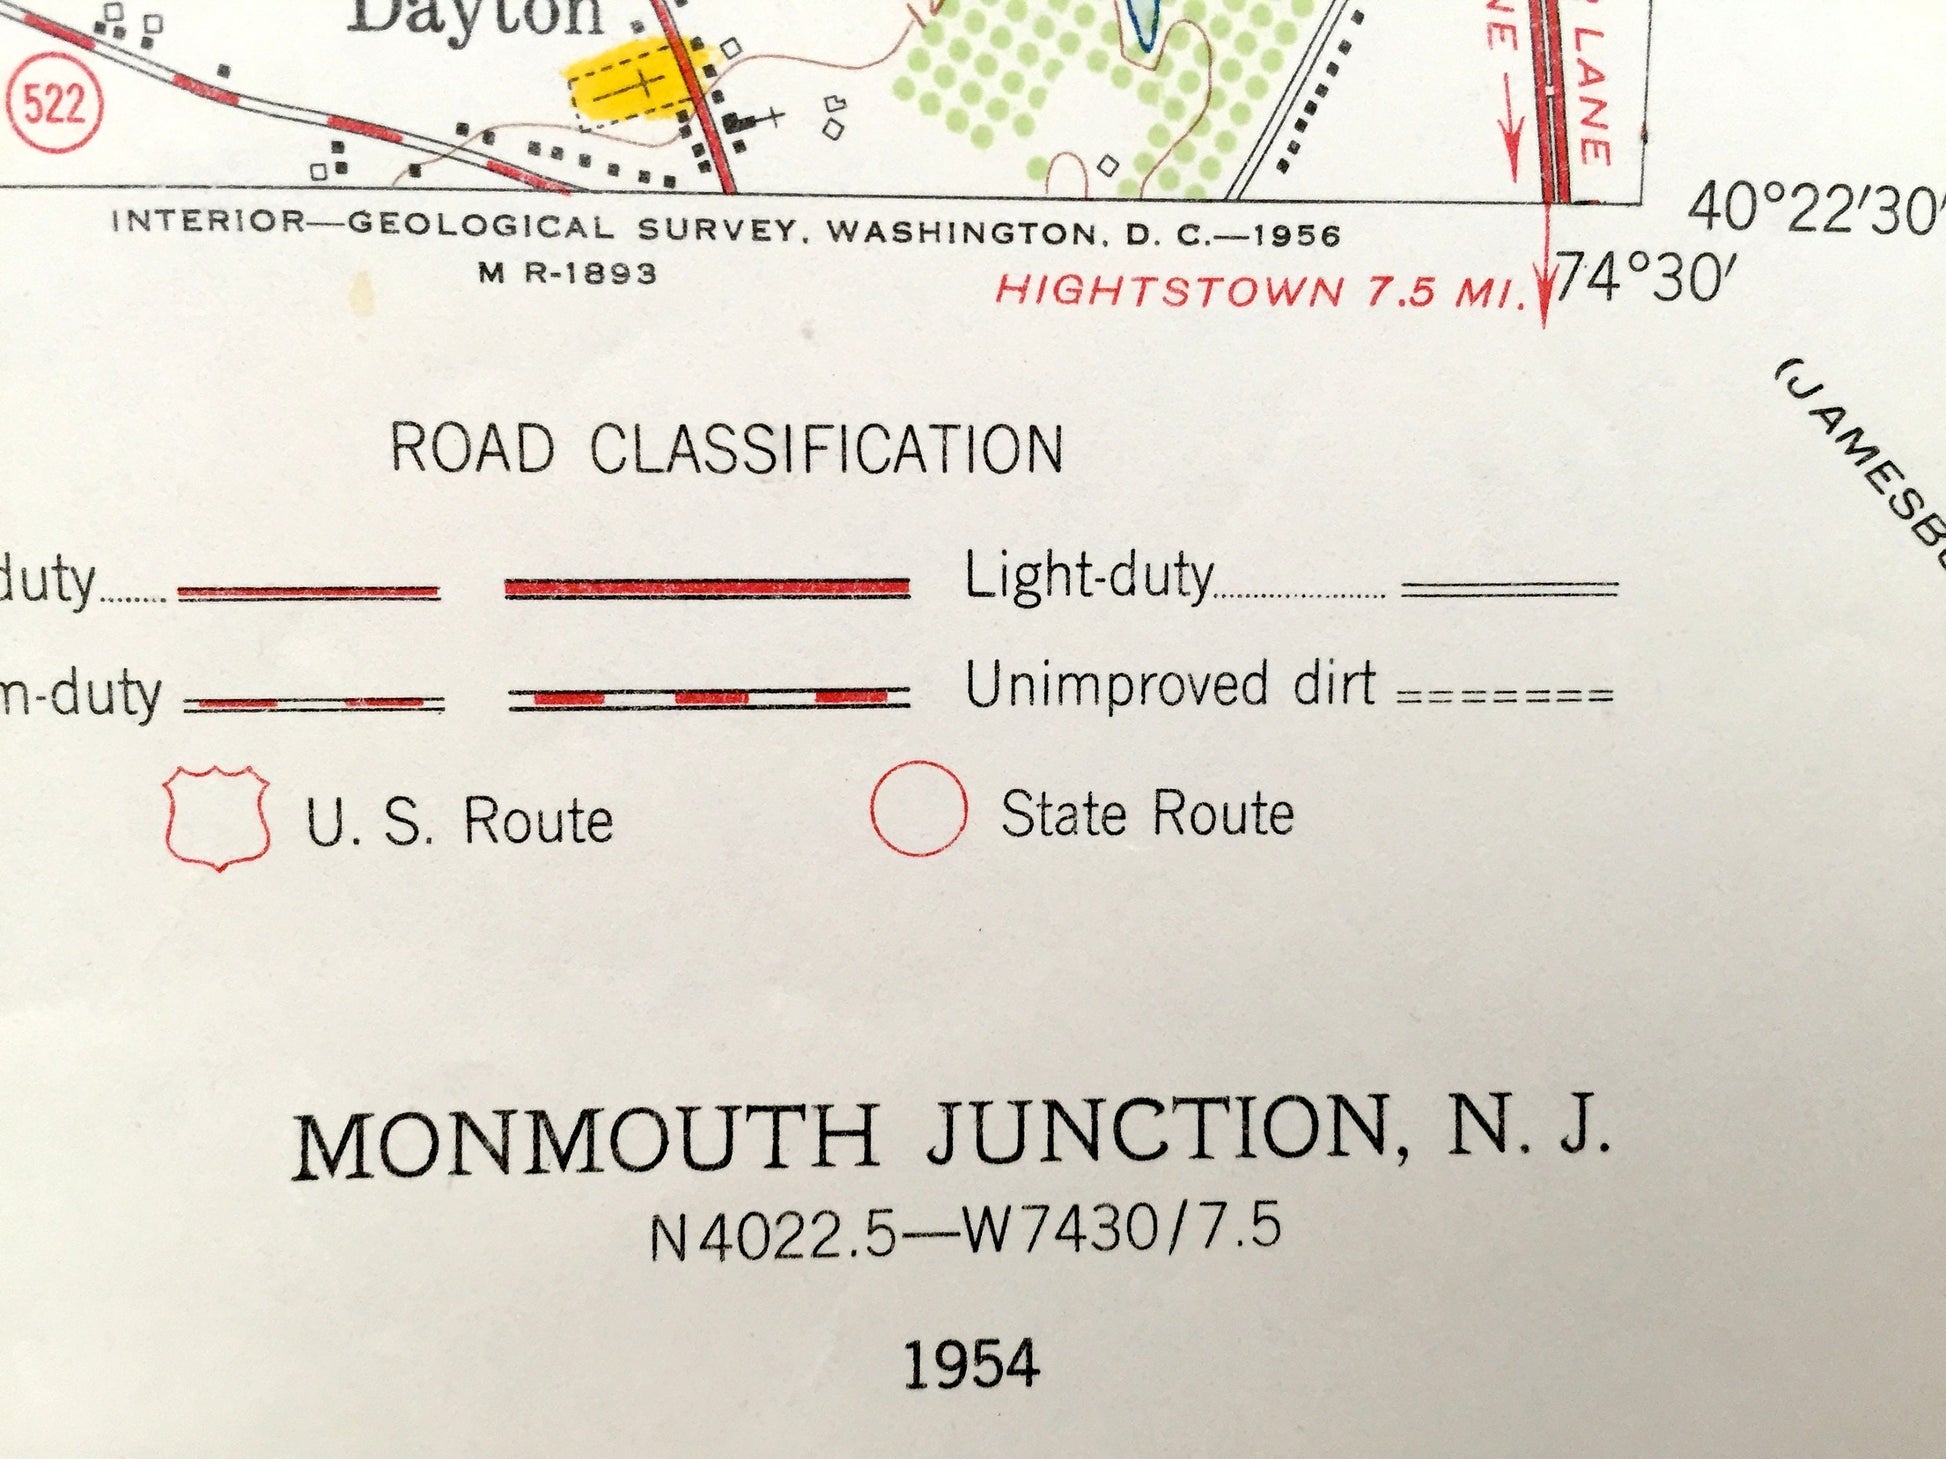 Dayton
522
LANE
INTERIOR—GEOLOGICAL SURVEY, WASHINGTON, D. C.—1956
M R-1893
HIGHTSTOWN 7.5 MI.
40°22′30″
74°30′
ROAD CLASSIFICATION
duty........
Light-duty......................
m-duty
Unimproved dirt
U. S. Route
State Route
MONMOUTH JUNCTION, N. J.
N4022.5—W7430/7.5
1954